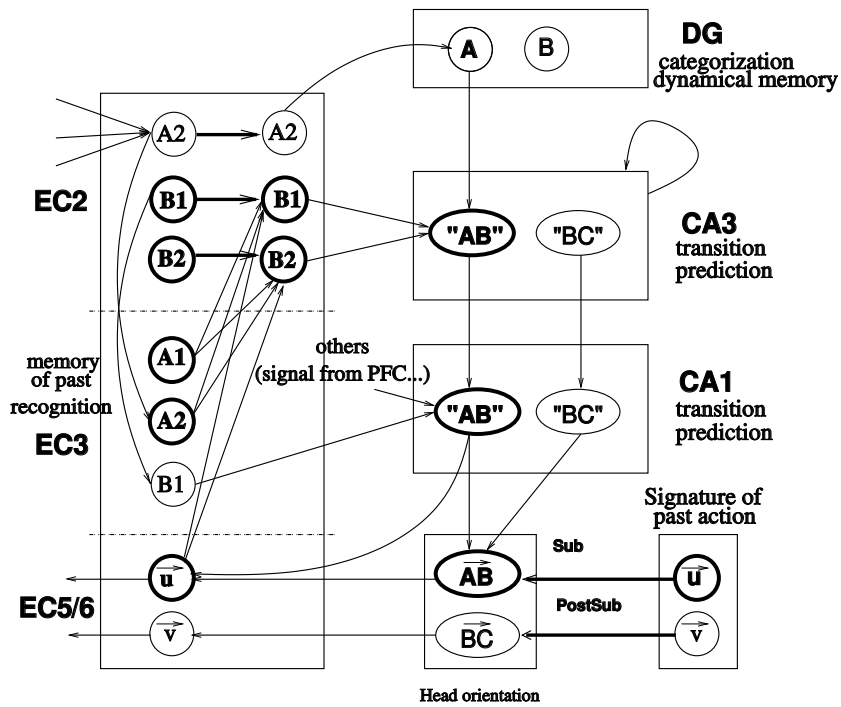 DG
categorization
dynamical memory
A
B
A2
A2
EC2
B1
B1
B2
B2
"AB"
"BC"
CA3
transition
prediction
memory
of past
recognition
A1
others
(signal from PFC...)
A2
EC3
B1
"AB"
"BC"
CA1
transition
prediction
Signature of
past action
EC5/6
u
v
AB
BC
Sub
PostSub
u
v
Head orientation